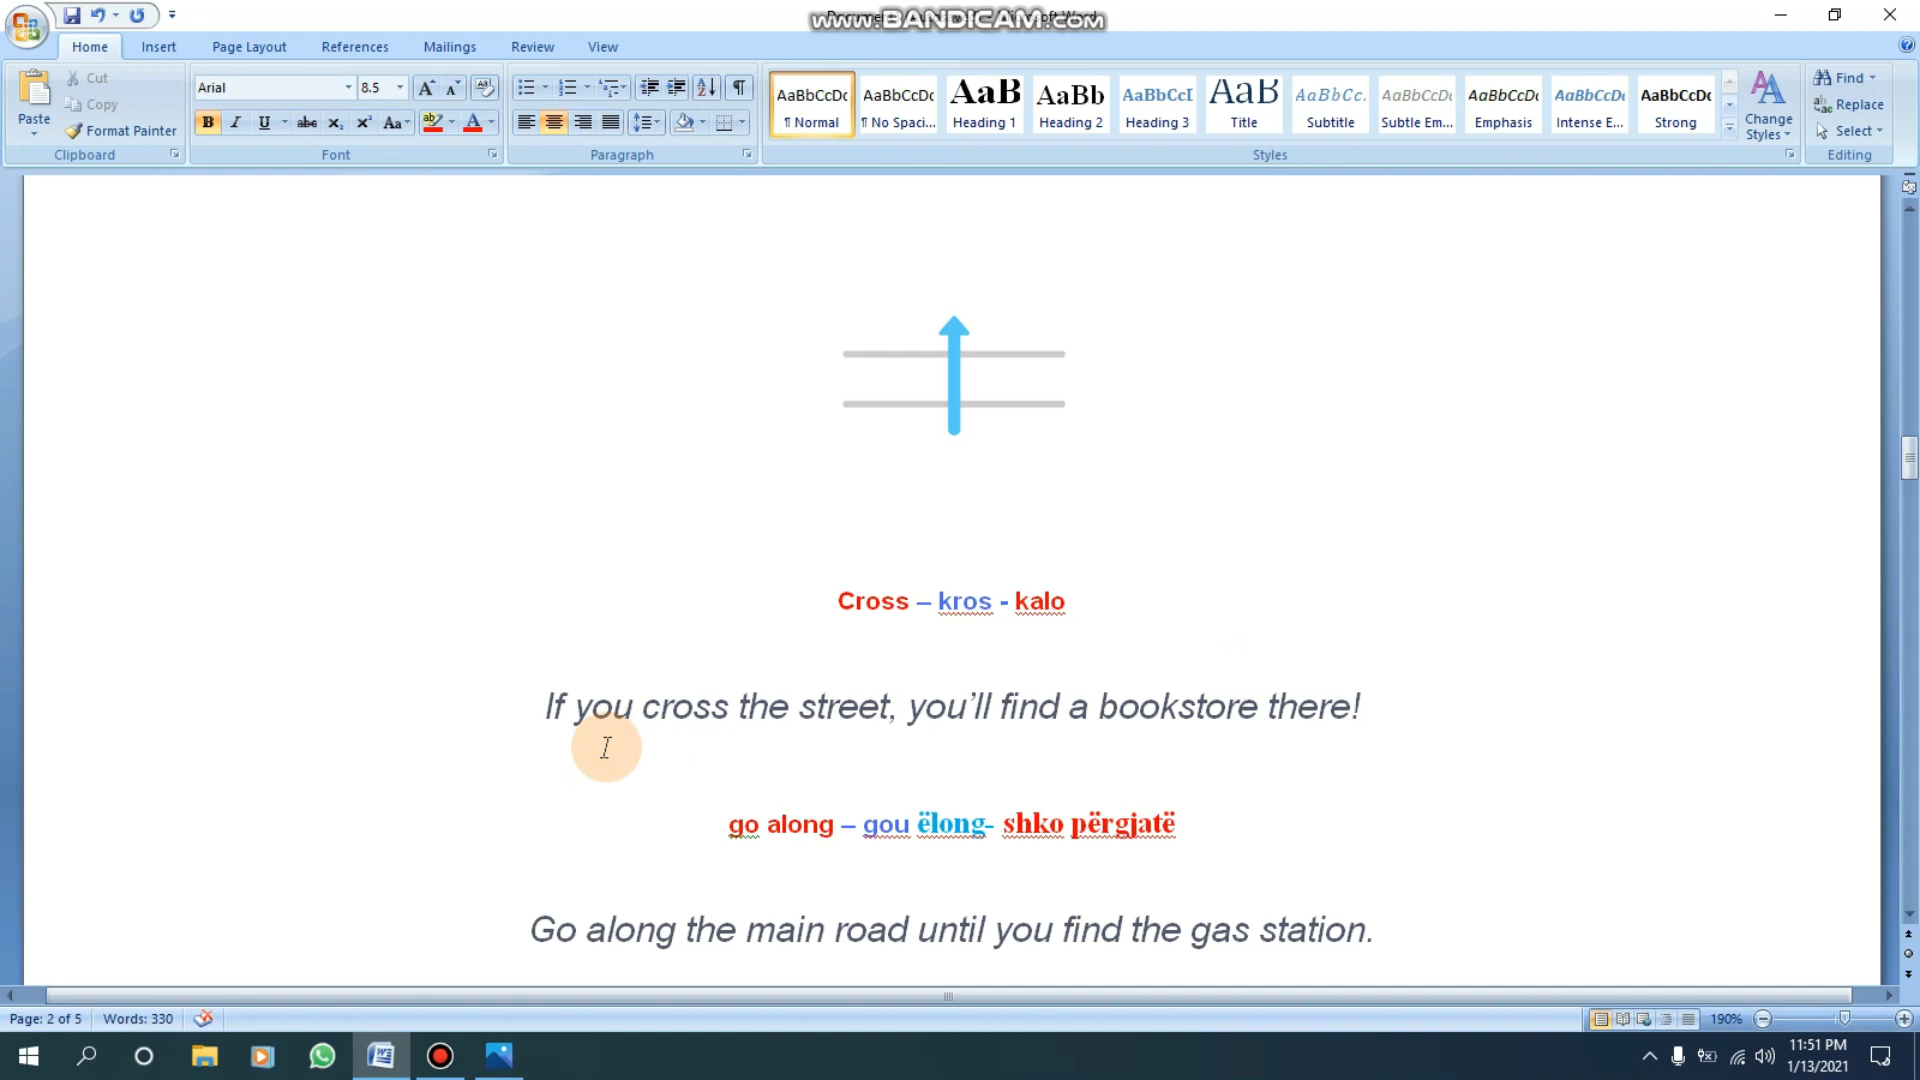 www.BANDICAM.com
Home Insert Page Layout References Mailings Review View
Paste Cut Copy Format Painter Clipboard
Arial 8.5 Font
Paragraph
AaBbCcDc ¶ Normal AaBbCcDc ¶ No Spaci... AaB Heading 1 AaBb Heading 2 AaBbCcI Heading 3 AaB Title AaBbCc. Subtitle AaBbCcDc Subtle Em... AaBbCcDc Emphasis AaBbCcDc Intense E... AaBbCcDc Strong Change Styles Styles
Find Replace Select Editing
Cross – kros - kalo
If you cross the street, you’ll find a bookstore there!
go along – gou ëlong- shko përgjatë
Go along the main road until you find the gas station.
Page: 2 of 5 Words: 330 190%
11:51 PM
1/13/2021